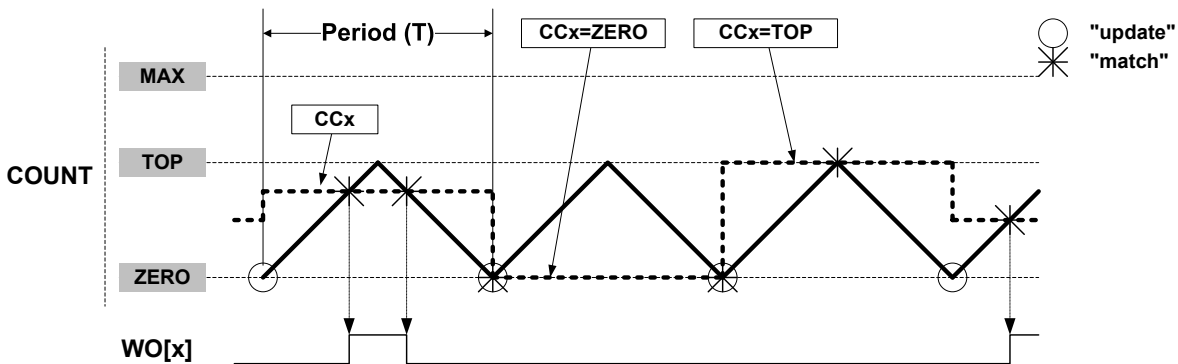 Period (T)
CCx=ZERO
CCx=TOP
"update"
"match"
MAX
CCx
TOP
COUNT
ZERO
WO[x]